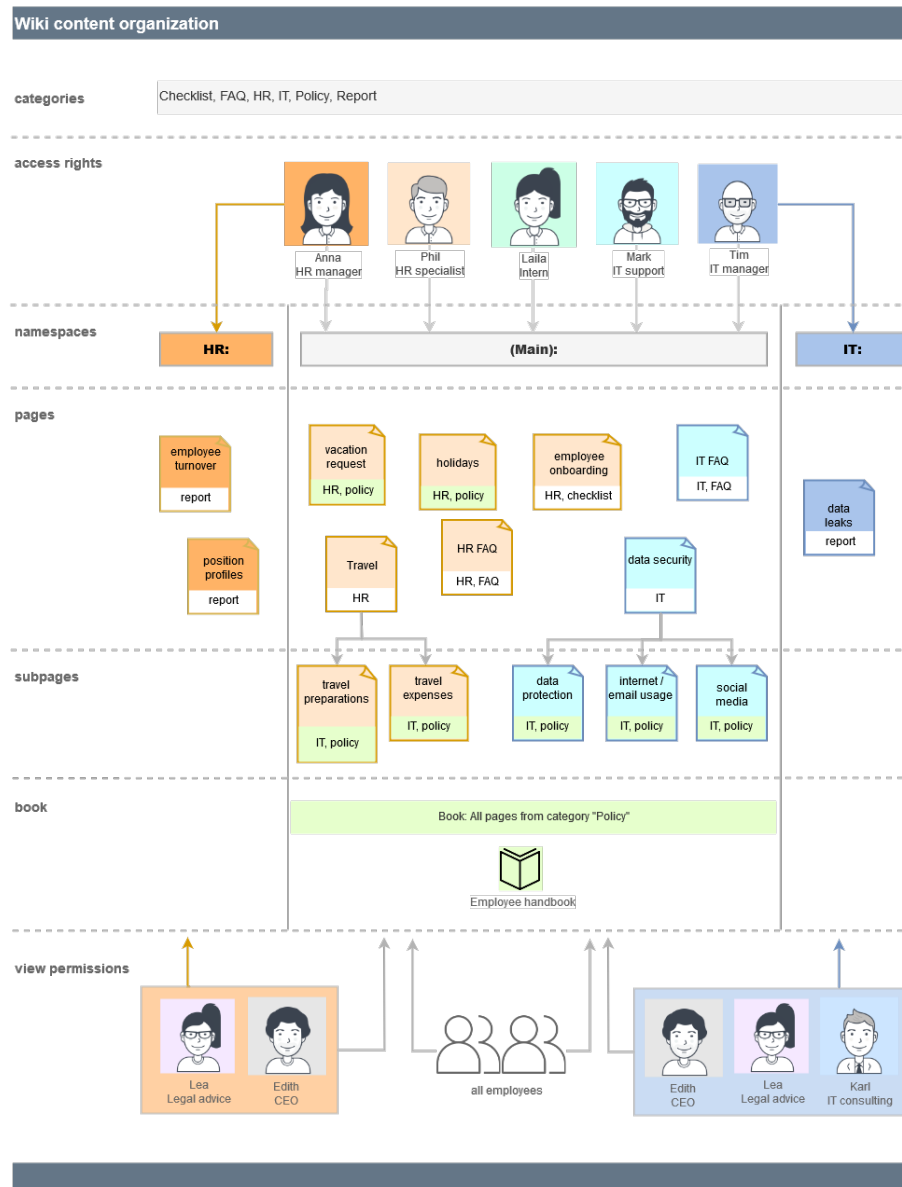 Wiki content organization
categories
Checklist, FAQ, HR, IT, Policy, Report
access rights
Anna
HR manager
Phil
HR specialist
Laila
Intern
Mark
IT support
Tim
IT manager
namespaces
HR:
(Main):
IT:
pages
employee
turnover
report
vacation
request
HR, policy
holidays
HR, policy
employee
onboarding
HR, checklist
IT FAQ
IT, FAQ
data
leaks
report
position
profiles
report
Travel
HR
HR FAQ
HR, FAQ
data security
IT
subpages
travel
preparations
IT, policy
travel
expenses
IT, policy
data
protection
IT, policy
internet /
email usage
IT, policy
social
media
IT, policy
book
Book: All pages from category "Policy"
Employee handbook
view permissions
Lea
Legal advice
Edith
CEO
all employees
Edith
CEO
Lea
Legal advice
Karl
IT consulting